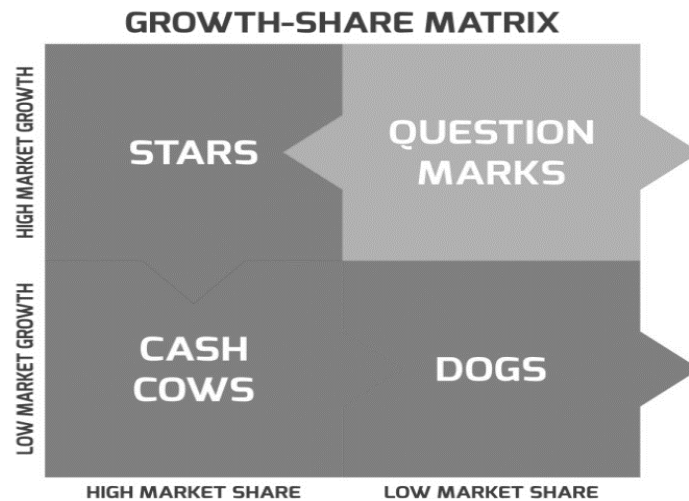 GROWTH-SHARE MATRIX
HIGH MARKET GROWTH
STARS
QUESTION
MARKS
LOW MARKET GROWTH
CASH
COWS
DOGS
HIGH MARKET SHARE
LOW MARKET SHARE